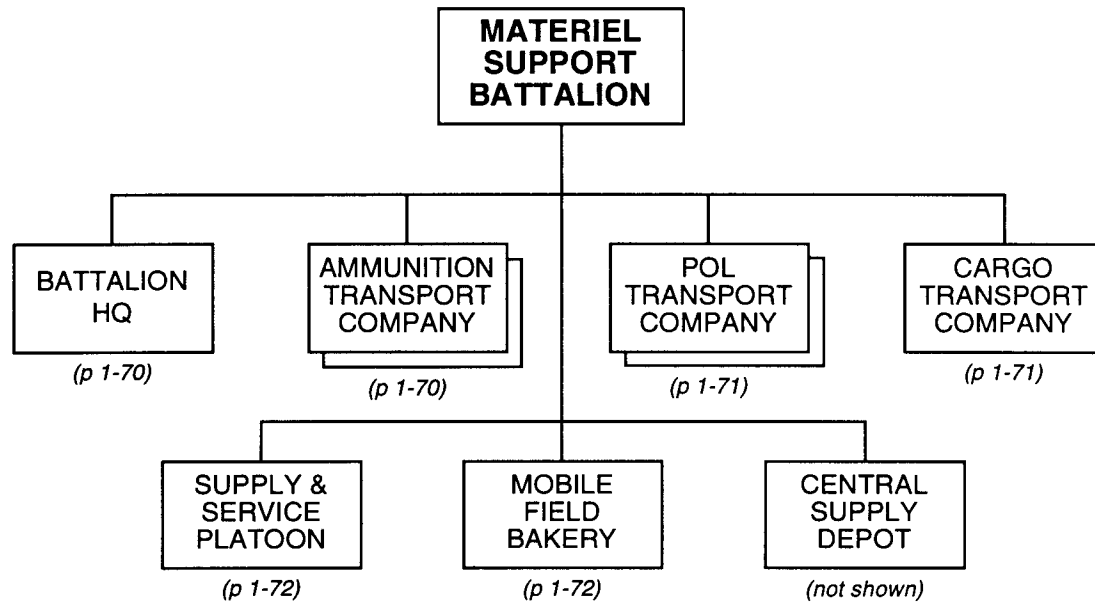 MATERIEL
SUPPORT
BATTALION
BATTALION
HQ
(p 1-70)
AMMUNITION
TRANSPORT
COMPANY
(p 1-70)
POL
TRANSPORT
COMPANY
(p 1-71)
CARGO
TRANSPORT
COMPANY
(p 1-71)
SUPPLY &
SERVICE
PLATOON
(p 1-72)
MOBILE
FIELD
BAKERY
(p 1-72)
CENTRAL
SUPPLY
DEPOT
(not shown)